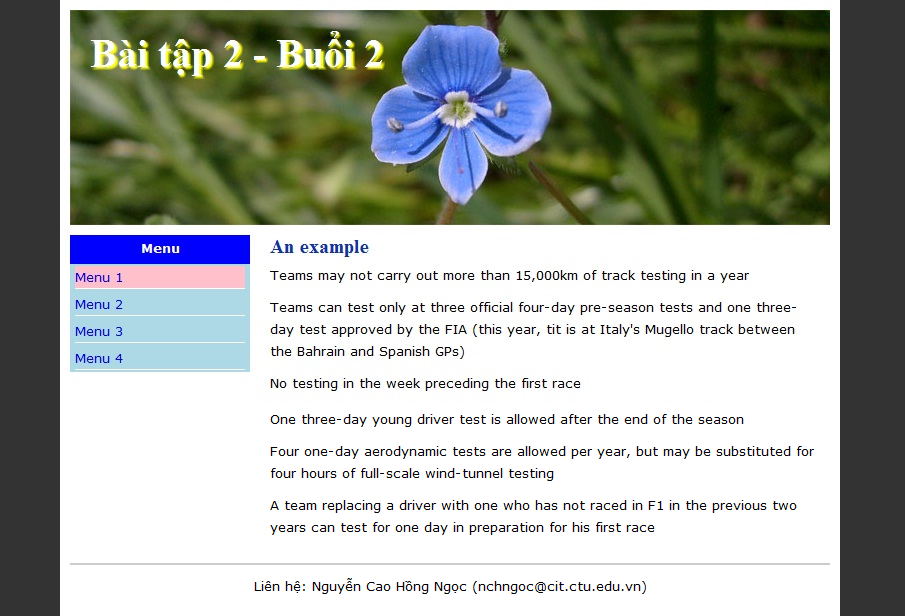 Bài tập 2 - Buổi 2
Menu
Menu 1
Menu 2
Menu 3
Menu 4
An example
Teams may not carry out more than 15,000km of track testing in a year
Teams can test only at three official four-day pre-season tests and one three-
day test approved by the FIA (this year, tit is at Italy's Mugello track between
the Bahrain and Spanish GPs)
No testing in the week preceding the first race
One three-day young driver test is allowed after the end of the season
Four one-day aerodynamic tests are allowed per year, but may be substituted for
four hours of full-scale wind-tunnel testing
A team replacing a driver with one who has not raced in F1 in the previous two
years can test for one day in preparation for his first race
Liên hệ: Nguyễn Cao Hồng Ngọc (nchngoc@cit.ctu.edu.vn)